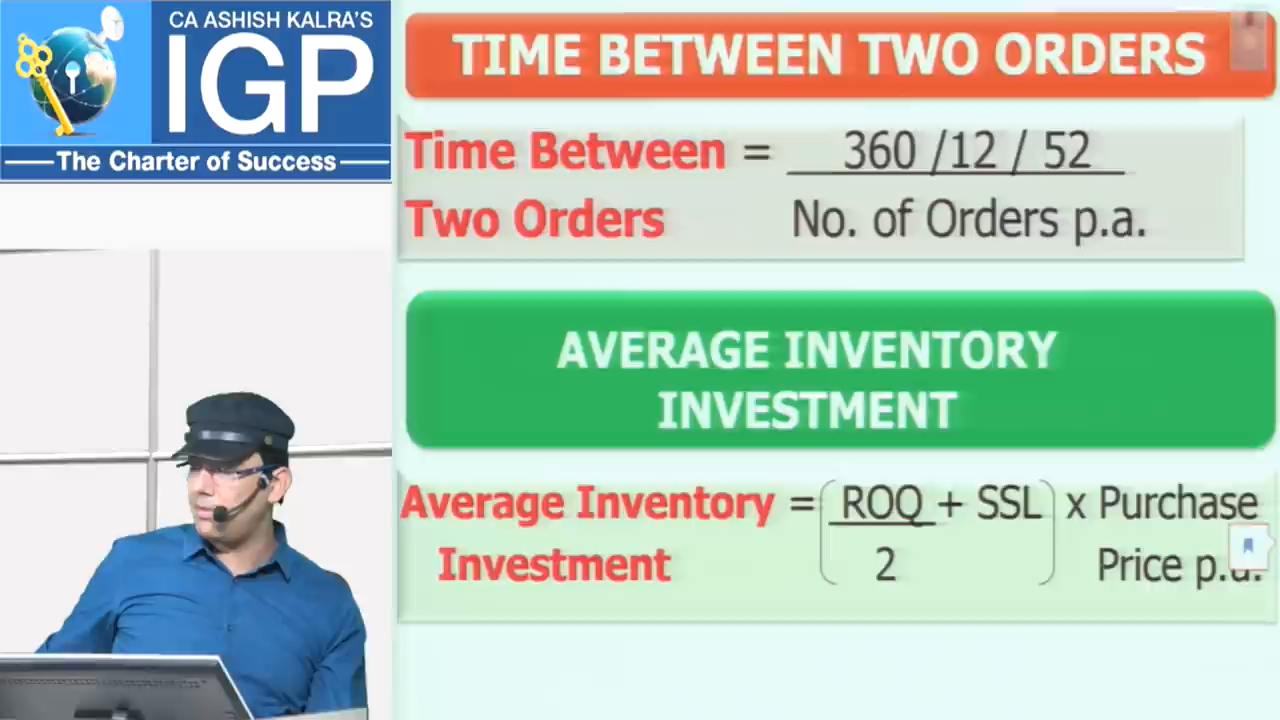 CA ASHISH KALRA'S
IGP
The Charter of Success
TIME BETWEEN TWO ORDERS
Time Between = 360 /12 / 52
Two Orders No. of Orders p.a.
AVERAGE INVENTORY
INVESTMENT
Average Inventory = ( ROQ + SSL ) x Purchase
Investment 2 Price p.u.